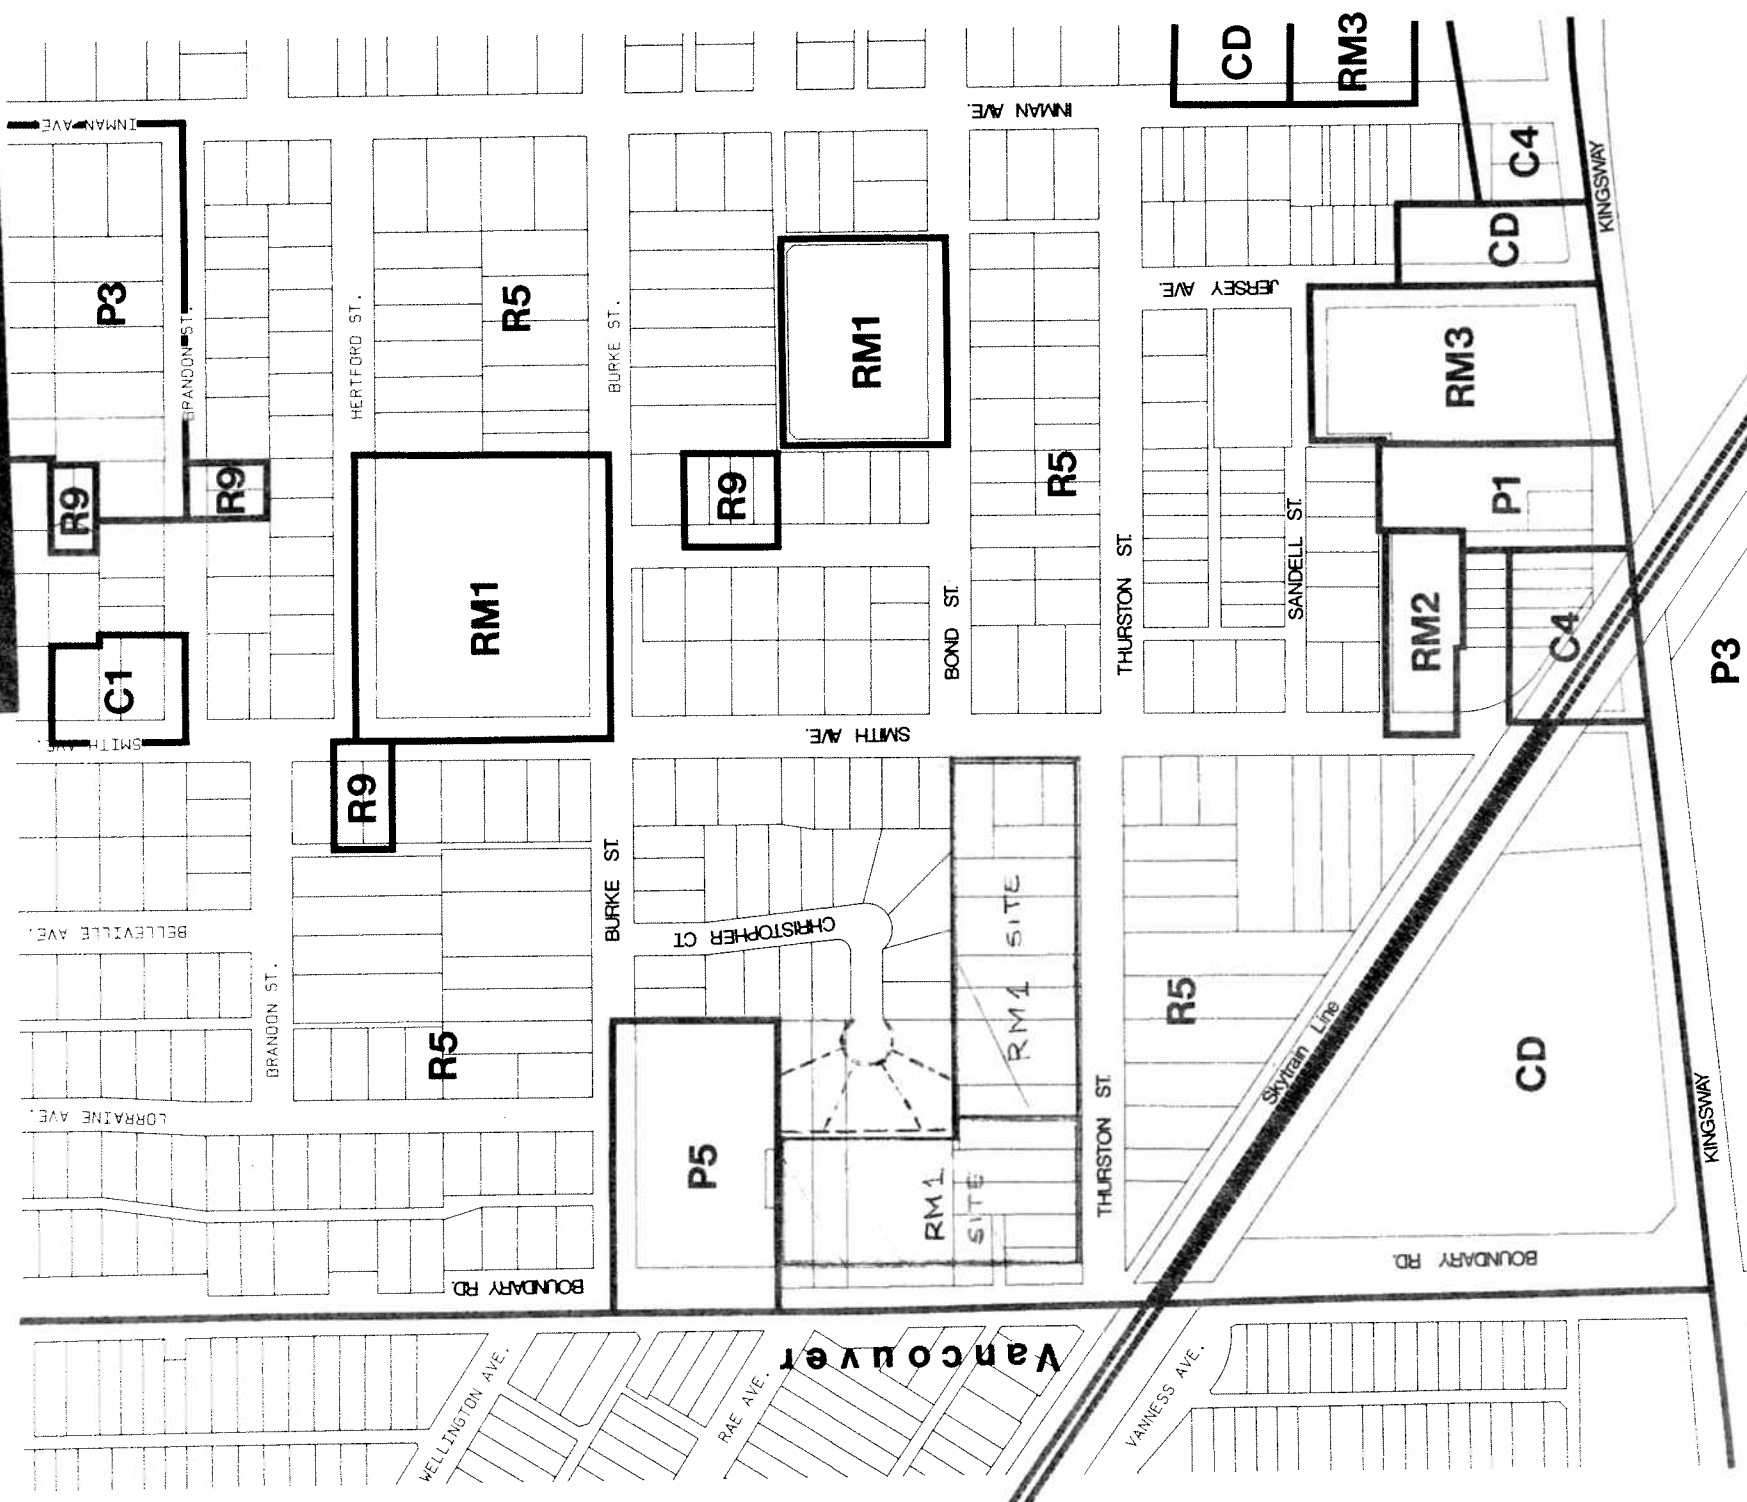 CD
RM3
INMAN AVE.
INMAN AVE.
C4
KINGSWAY
P3
BRANDON ST.
HERTFORD ST.
R5
BURKE ST.
RM1
JERSEY AVE.
CD
RM3
R9
R9
R9
R5
P1
RM1
BOND ST.
THURSTON ST.
SANDELL ST.
RM2
C4
P3
C1
SMITH AVE.
SMITH AVE.
R9
BURKE ST.
CHRISTOPHER CT.
RM1 SITE
BELLEVILLE AVE.
BRANDON ST.
R5
R5
Skytrain Line
CD
LORRAINE AVE.
P5
RM1
SITE
THURSTON ST.
KINGSWAY
BOUNDARY RD.
BOUNDARY RD.
Vancouver
WELLINGTON AVE.
RAE AVE.
VANNESS AVE.